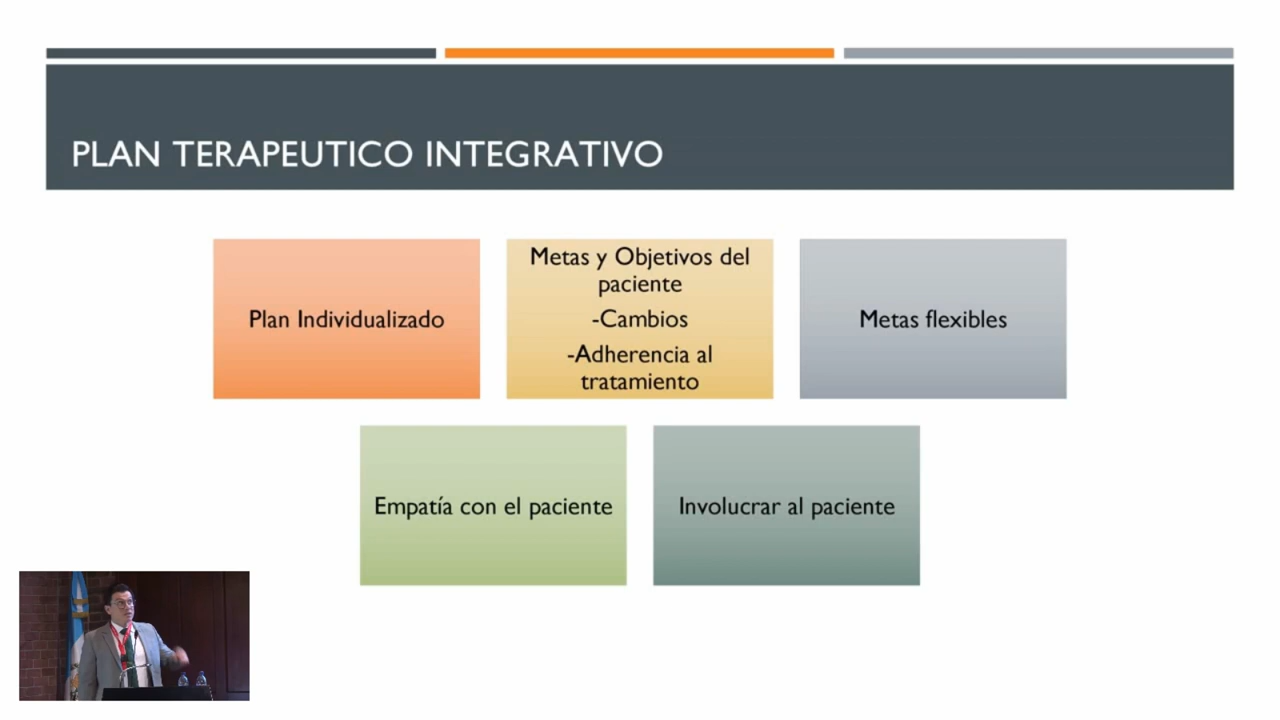 PLAN TERAPEUTICO INTEGRATIVO
Plan Individualizado
Metas y Objetivos del
paciente
-Cambios
-Adherencia al
tratamiento
Metas flexibles
Empatía con el paciente
Involucrar al paciente